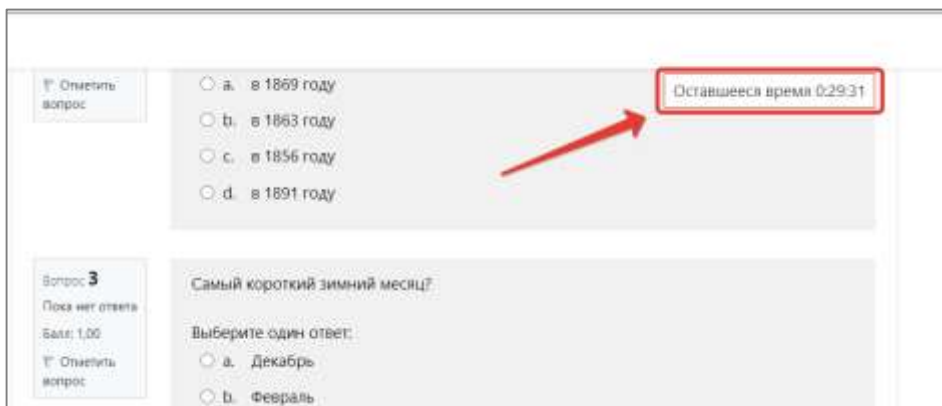 Отметить
вопрос
a. в 1869 году
b. в 1863 году
c. в 1856 году
d. в 1891 году
Оставшееся время 0:29:31
Вопрос 3
Пока нет ответа
Балл: 1,00
Отметить
вопрос
Самый короткий зимний месяц?
Выберите один ответ:
a. Декабрь
b. Февраль